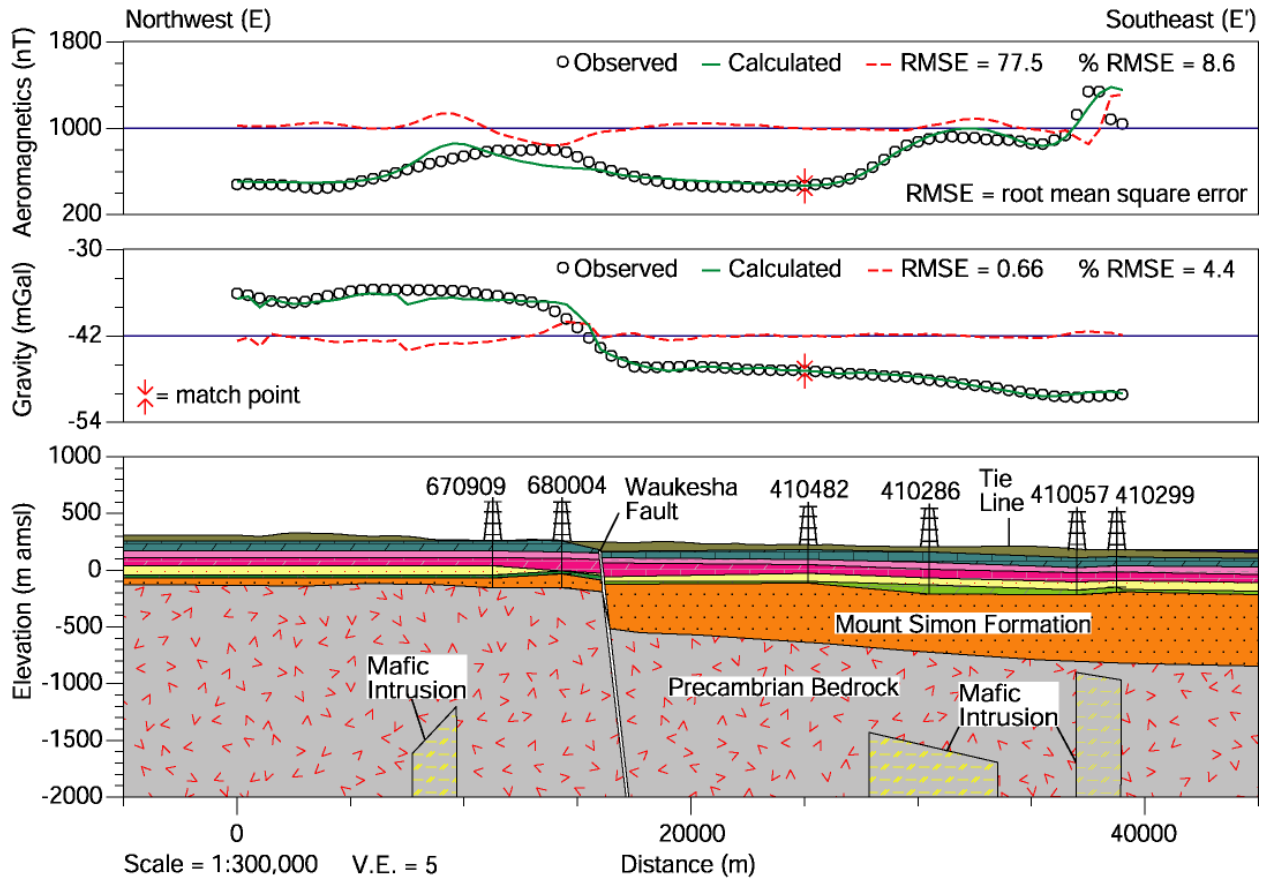 Northwest (E)
Southeast (E')
Aeromagnetics (nT)
1800
1000
200
Observed
Calculated
RMSE = 77.5
% RMSE = 8.6
RMSE = root mean square error
Gravity (mGal)
-30
-42
-54
Observed
Calculated
RMSE = 0.66
% RMSE = 4.4
= match point
Elevation (m amsl)
1000
500
0
-500
-1000
-1500
-2000
670909
680004
Waukesha
Fault
410482
410286
Tie
Line
410057
410299
Mount Simon Formation
Mafic
Intrusion
Precambrian Bedrock
Mafic
Intrusion
0
20000
40000
Scale = 1:300,000
V.E. = 5
Distance (m)